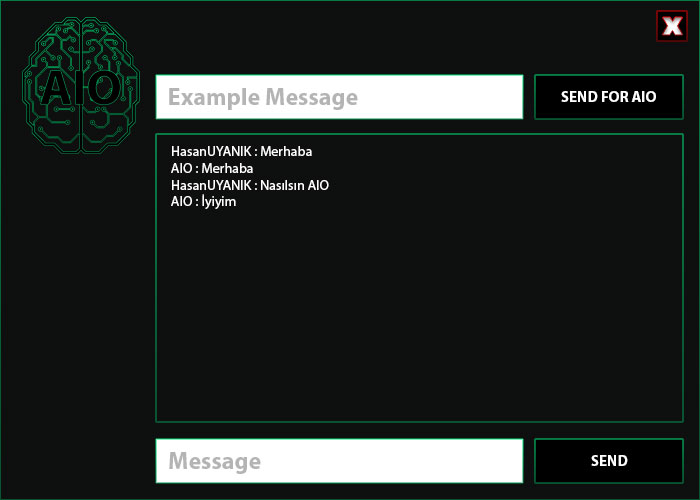 X
AIO
Example Message
SEND FOR AIO
HasanUYANIK : Merhaba
AIO : Merhaba
HasanUYANIK : Nasılsın AIO
AIO : İyiyim
Message
SEND